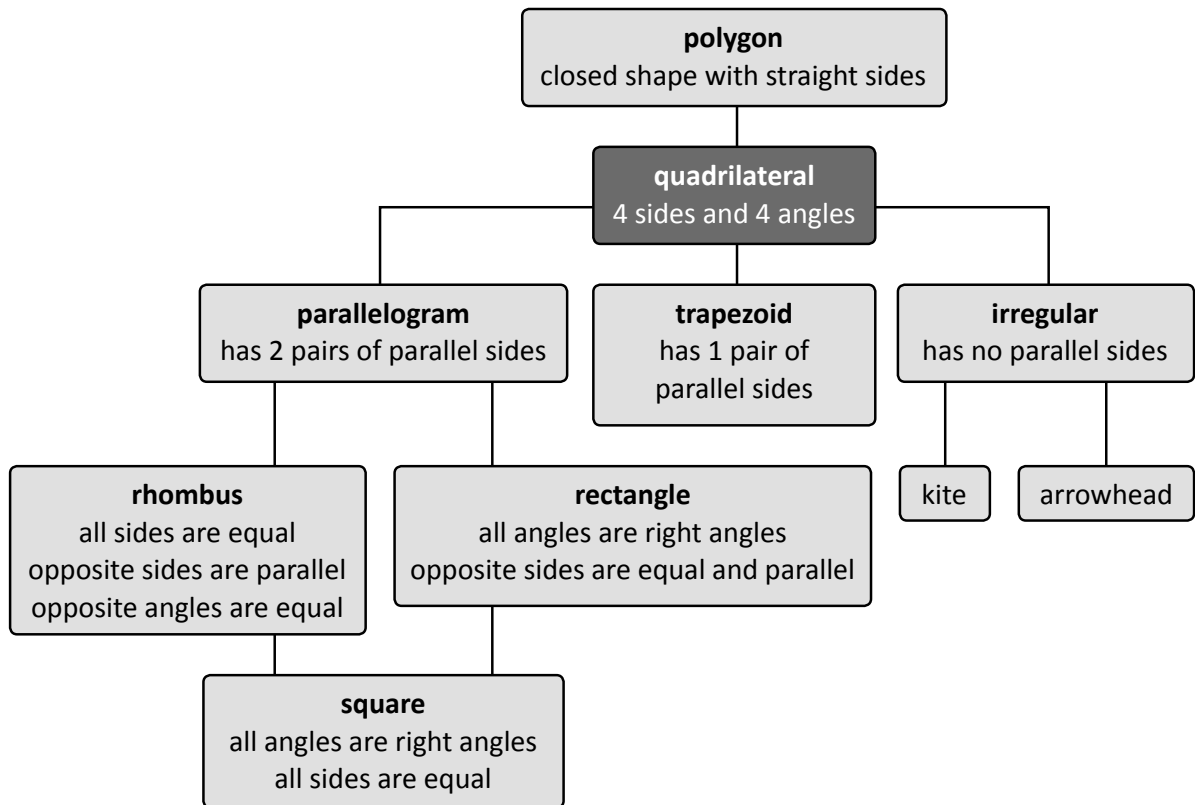 polygon
closed shape with straight sides
quadrilateral
4 sides and 4 angles
parallelogram
has 2 pairs of parallel sides
trapezoid
has 1 pair of
parallel sides
irregular
has no parallel sides
rhombus
all sides are equal
opposite sides are parallel
opposite angles are equal
rectangle
all angles are right angles
opposite sides are equal and parallel
kite
arrowhead
square
all angles are right angles
all sides are equal